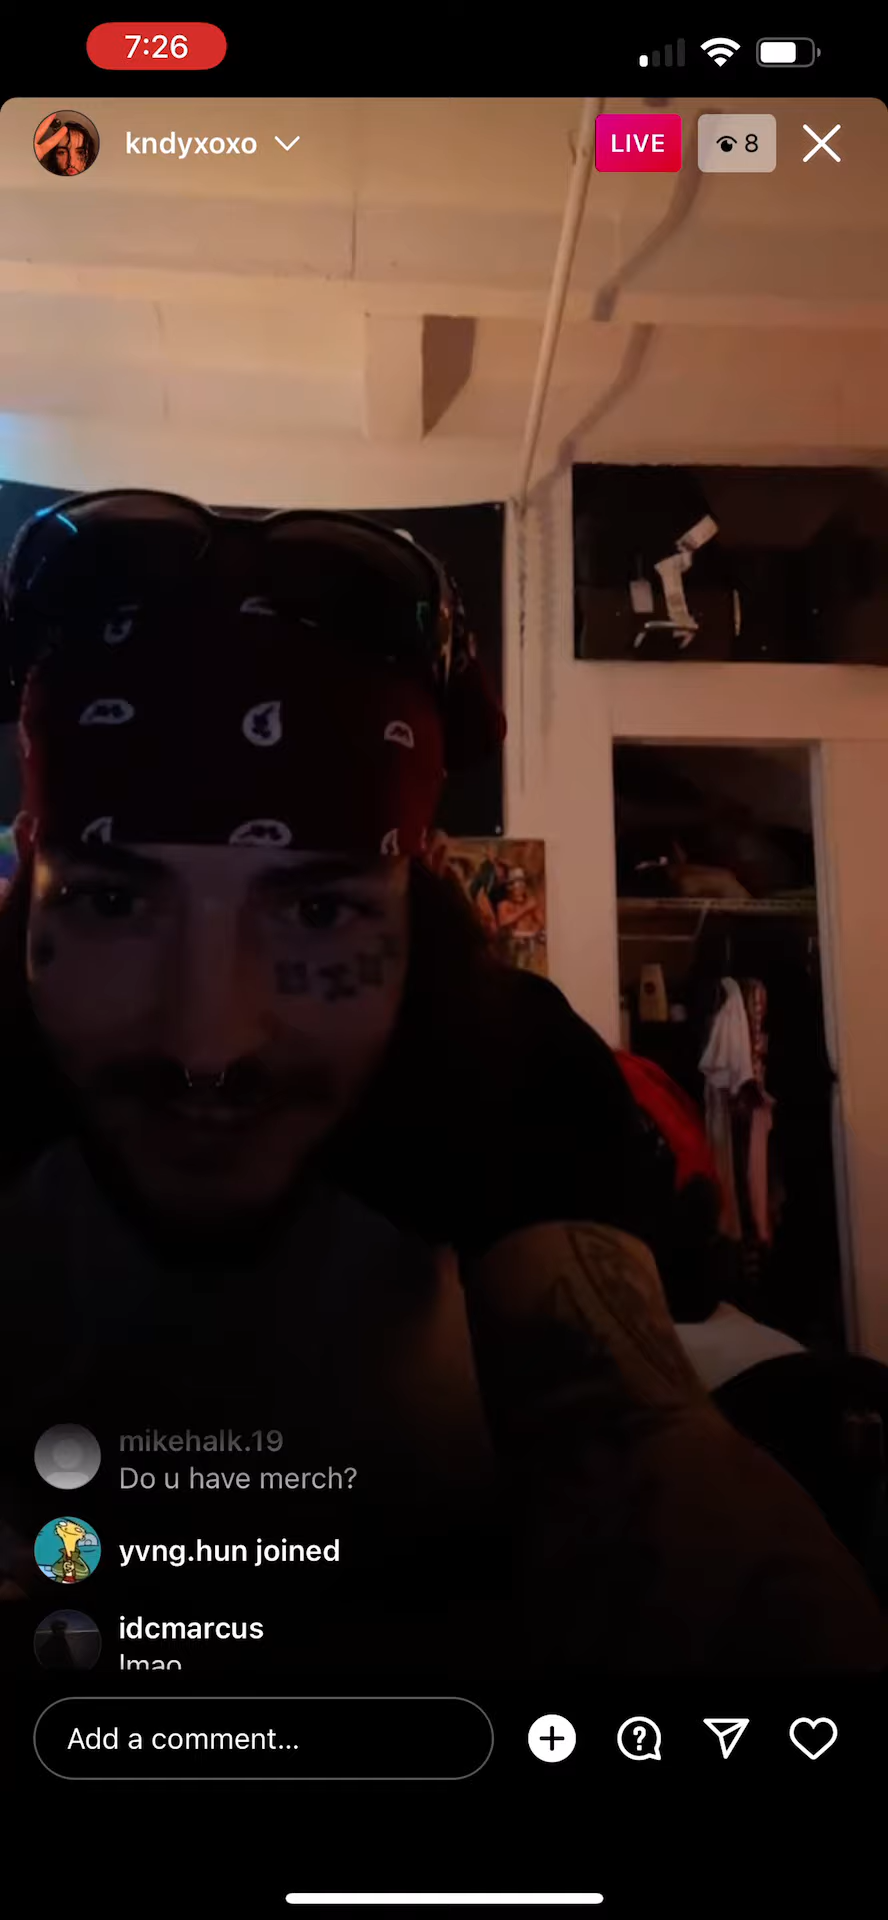 7:26
kndyxoxo
LIVE
8
mikehalk.19
Do u have merch?
yvng.hun joined
idcmarcus
lmao
Add a comment...